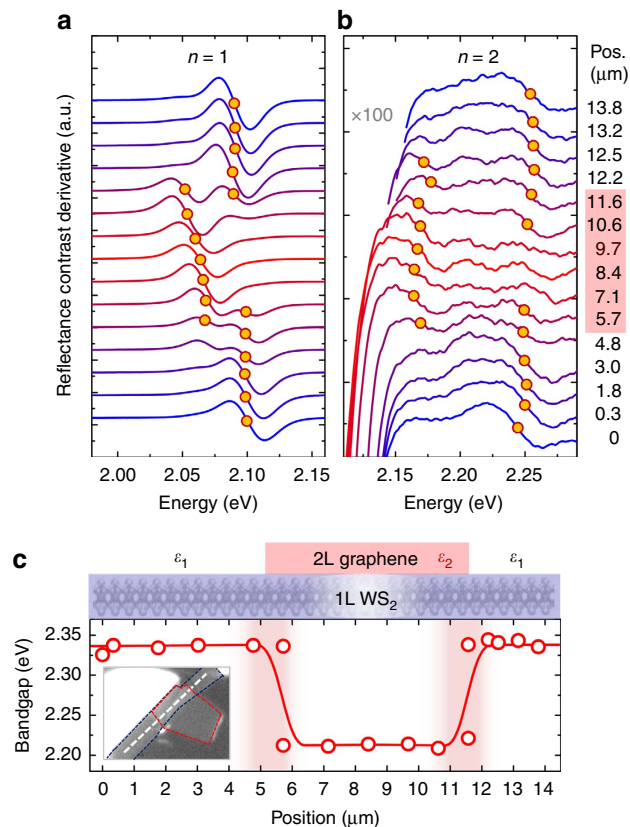 a
b
n = 1
n = 2
Pos.
(μm)
×100
13.8
13.2
12.5
12.2
11.6
10.6
9.7
8.4
7.1
5.7
4.8
3.0
1.8
0.3
0
Reflectance contrast derivative (a.u.)
2.00 2.05 2.10 2.15
2.15 2.20 2.25
Energy (eV)
Energy (eV)
c
ε1 2L graphene ε2 ε1
1L WS2
Bandgap (eV)
2.35
2.30
2.25
2.20
0 1 2 3 4 5 6 7 8 9 10 11 12 13 14
Position (μm)